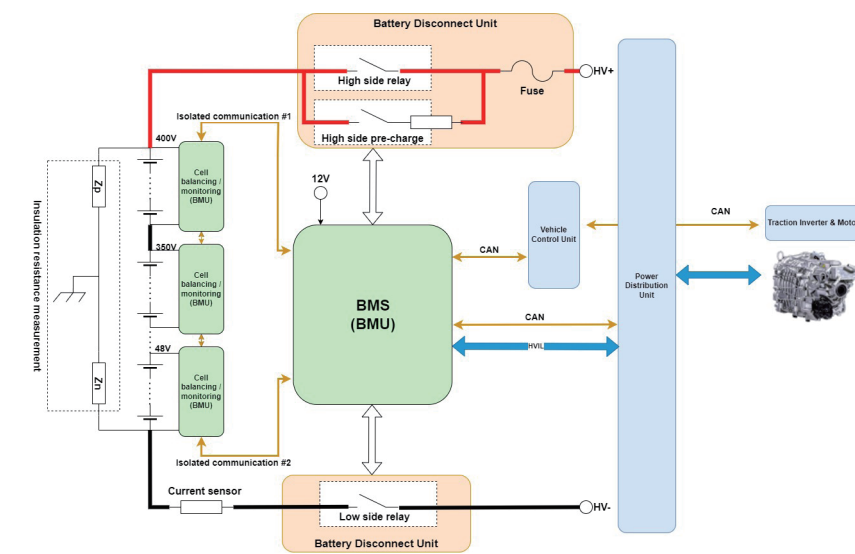 Battery Disconnect Unit
High side relay
Fuse
HV+
High side pre-charge
Isolated communication #1
400V
Cell
balancing /
monitoring
(BMU)
Zp
Insulation resistance measurement
12V
350V
Cell
balancing /
monitoring
(BMU)
BMS
(BMU)
CAN
Vehicle
Control Unit
CAN
Traction Inverter & Moto
Power
Distribution
Unit
CAN
HVIL
48V
Cell
balancing /
monitoring
(BMU)
Zn
Isolated communication #2
Current sensor
Low side relay
HV-
Battery Disconnect Unit